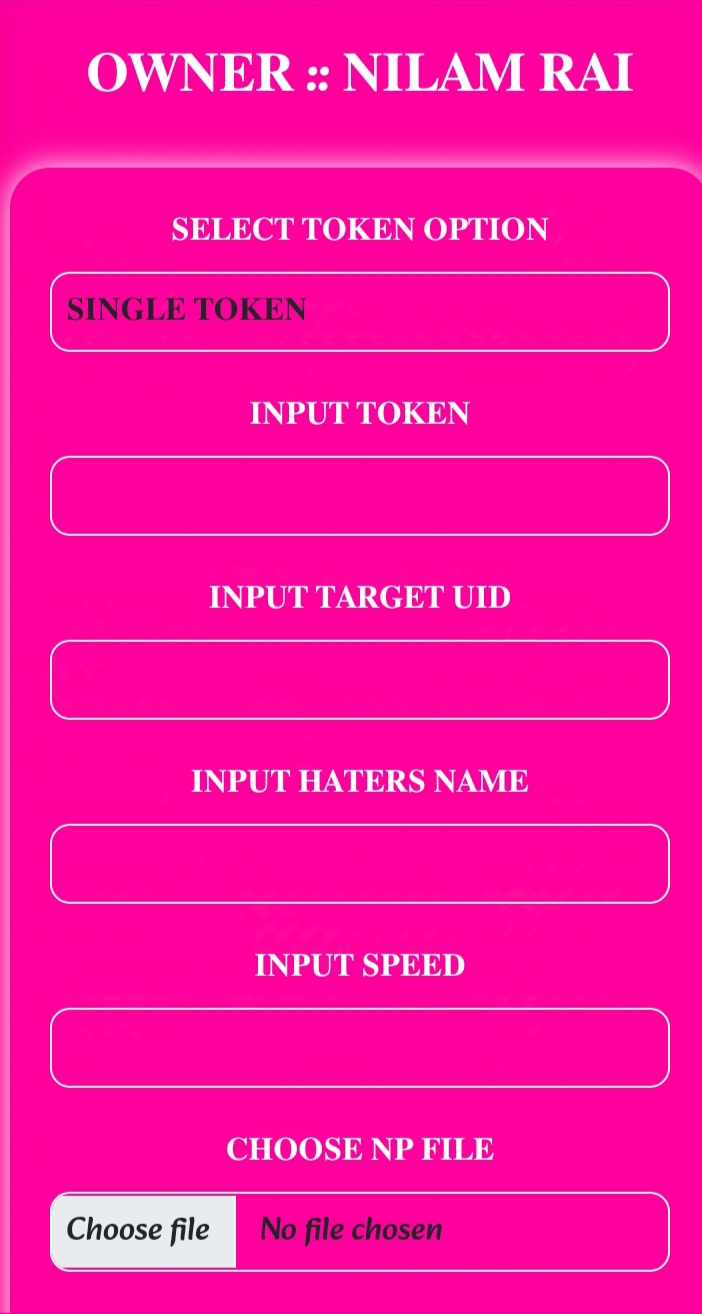 OWNER :: NILAM RAI
SELECT TOKEN OPTION
SINGLE TOKEN
INPUT TOKEN
INPUT TARGET UID
INPUT HATERS NAME
INPUT SPEED
CHOOSE NP FILE
Choose file No file chosen